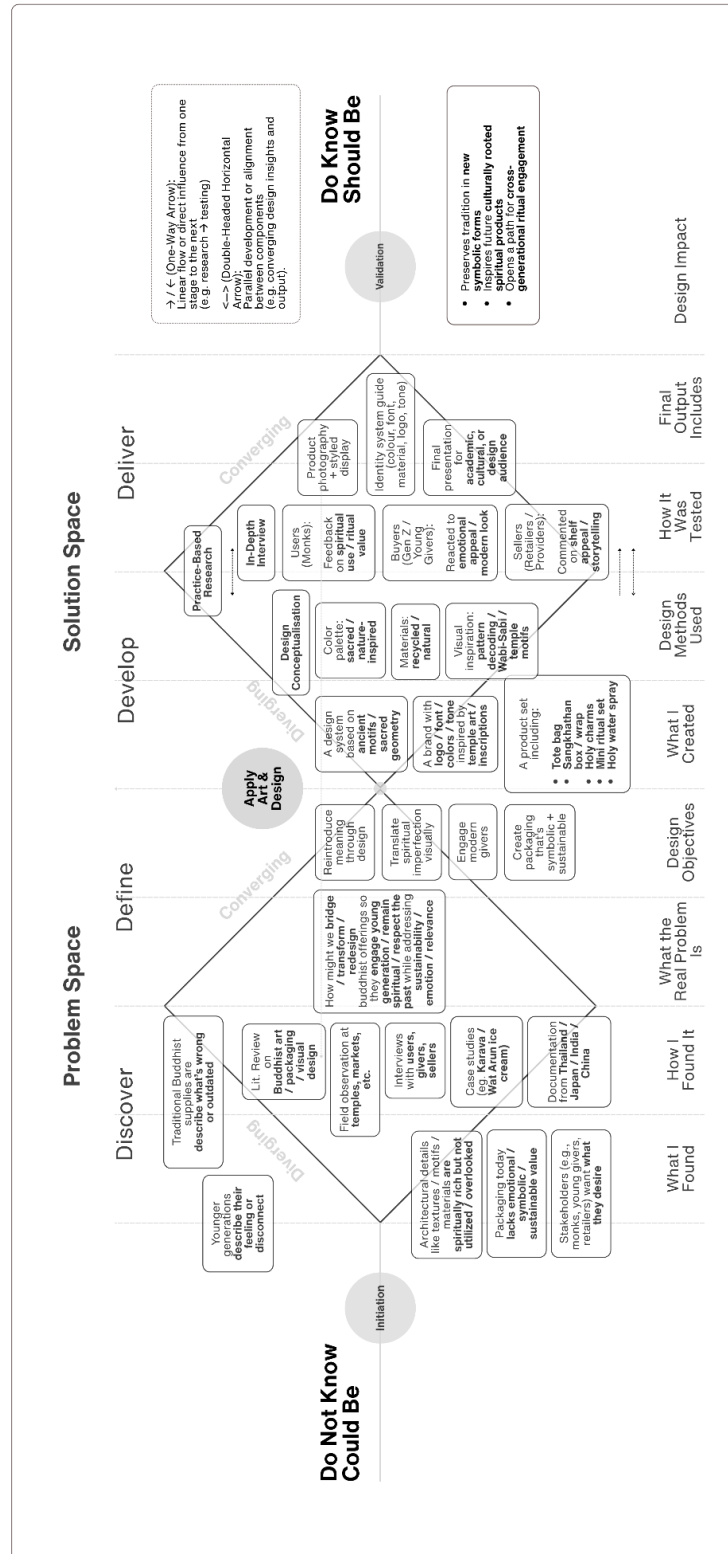 Problem Space
Solution Space
Discover
Define
Develop
Deliver
Do Not Know
Could Be
Initiation
Diverging
Converging
Apply
Art &
Design
Diverging
Converging
Validation
Do Know
Should Be
→ / ← (One-Way Arrow):
Linear flow or direct influence from one
stage to the next
(e.g. research → testing)
<—> (Double-Headed Horizontal
Arrow):
Parallel development or alignment
between components
(e.g. converging design insights and
output).
Younger
generations
describe their
feeling or
disconnect
Architectural details
like textures / motifs /
materials are
spiritually rich but not
utilized / overlooked
Packaging today
lacks emotional /
symbolic /
sustainable value
Stakeholders (e.g.,
monks, young givers,
retailers) want what
they desire
Traditional Buddhist
supplies are
describe what's wrong
or outdated
Lit. Review
on
Buddhist art
/ packaging
/ visual
design
Field observation at
temples, markets,
etc.
Interviews
with users,
givers,
sellers
Case studies
(eg. Karava /
Wat Arun ice
cream)
Documentation
from Thailand /
Japan / India /
China
How might we bridge
/ transform /
redesign
buddhist offerings so
they engage young
generation / remain
spiritual / respect the
past while addressing
sustainability /
emotion / relevance
Reintroduce
meaning
through
design
Translate
spiritual
imperfection
visually
Engage
modern
givers
Create
packaging
that's
symbolic +
sustainable
A design
system
based on
ancient
motifs /
sacred
geometry
A brand with
logo / font /
colors / tone
inspired by
temple art /
inscriptions
A product set
including:
• Tote bag
• Sangkhathan
box / wrap
• Holy charms
• Mini ritual set
• Holy water spray
Design
Conceptualisation
Color
palette:
sacred /
nature-
inspired
Materials:
recycled /
natural
Visual
inspiration:
pattern
decoding /
Wabi-Sabi /
temple
motifs
Practice-Based
Research
In-Depth
Interview
Users
(Monks):
Feedback
on spiritual
use / ritual
value
Buyers
(Gen Z /
Young
Givers):
Reacted to
emotional
appeal /
modern look
Sellers
(Retailers /
Providers):
Commented
on shelf
appeal /
storytelling
Product
photography
+ styled
display
Identity system guide
(colour, font,
material, logo, tone)
Final
presentation
for
academic,
cultural, or
design
audience
• Preserves tradition in new
symbolic forms
• Inspires future culturally rooted
spiritual products
• Opens a path for cross-
generational ritual engagement
What I
Found
How I
Found It
What the
Real Problem
Is
Design
Objectives
What I
Created
Design
Methods
Used
How It
Was
Tested
Final
Output
Includes
Design Impact